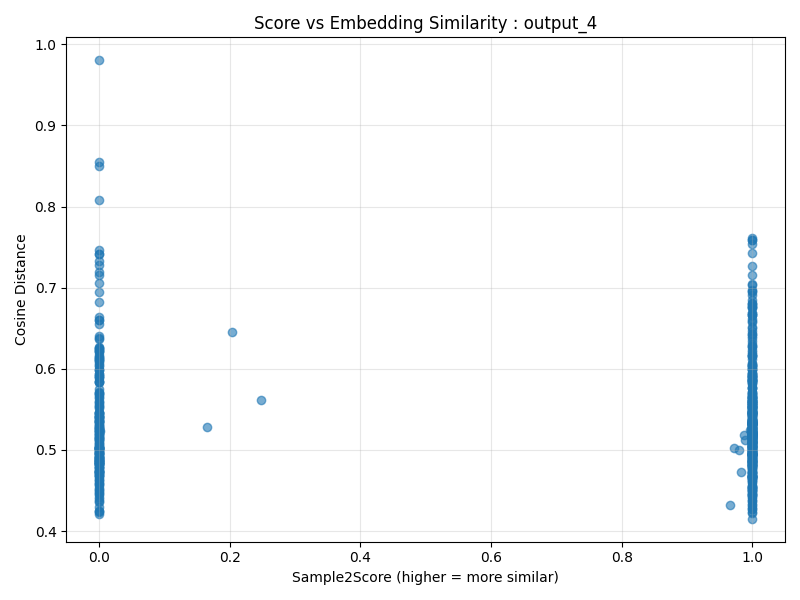 Score vs Embedding Similarity : output_4
1.0
0.9
0.8
0.7
0.6
0.5
0.4
Cosine Distance
0.0 0.2 0.4 0.6 0.8 1.0
Sample2Score (higher = more similar)